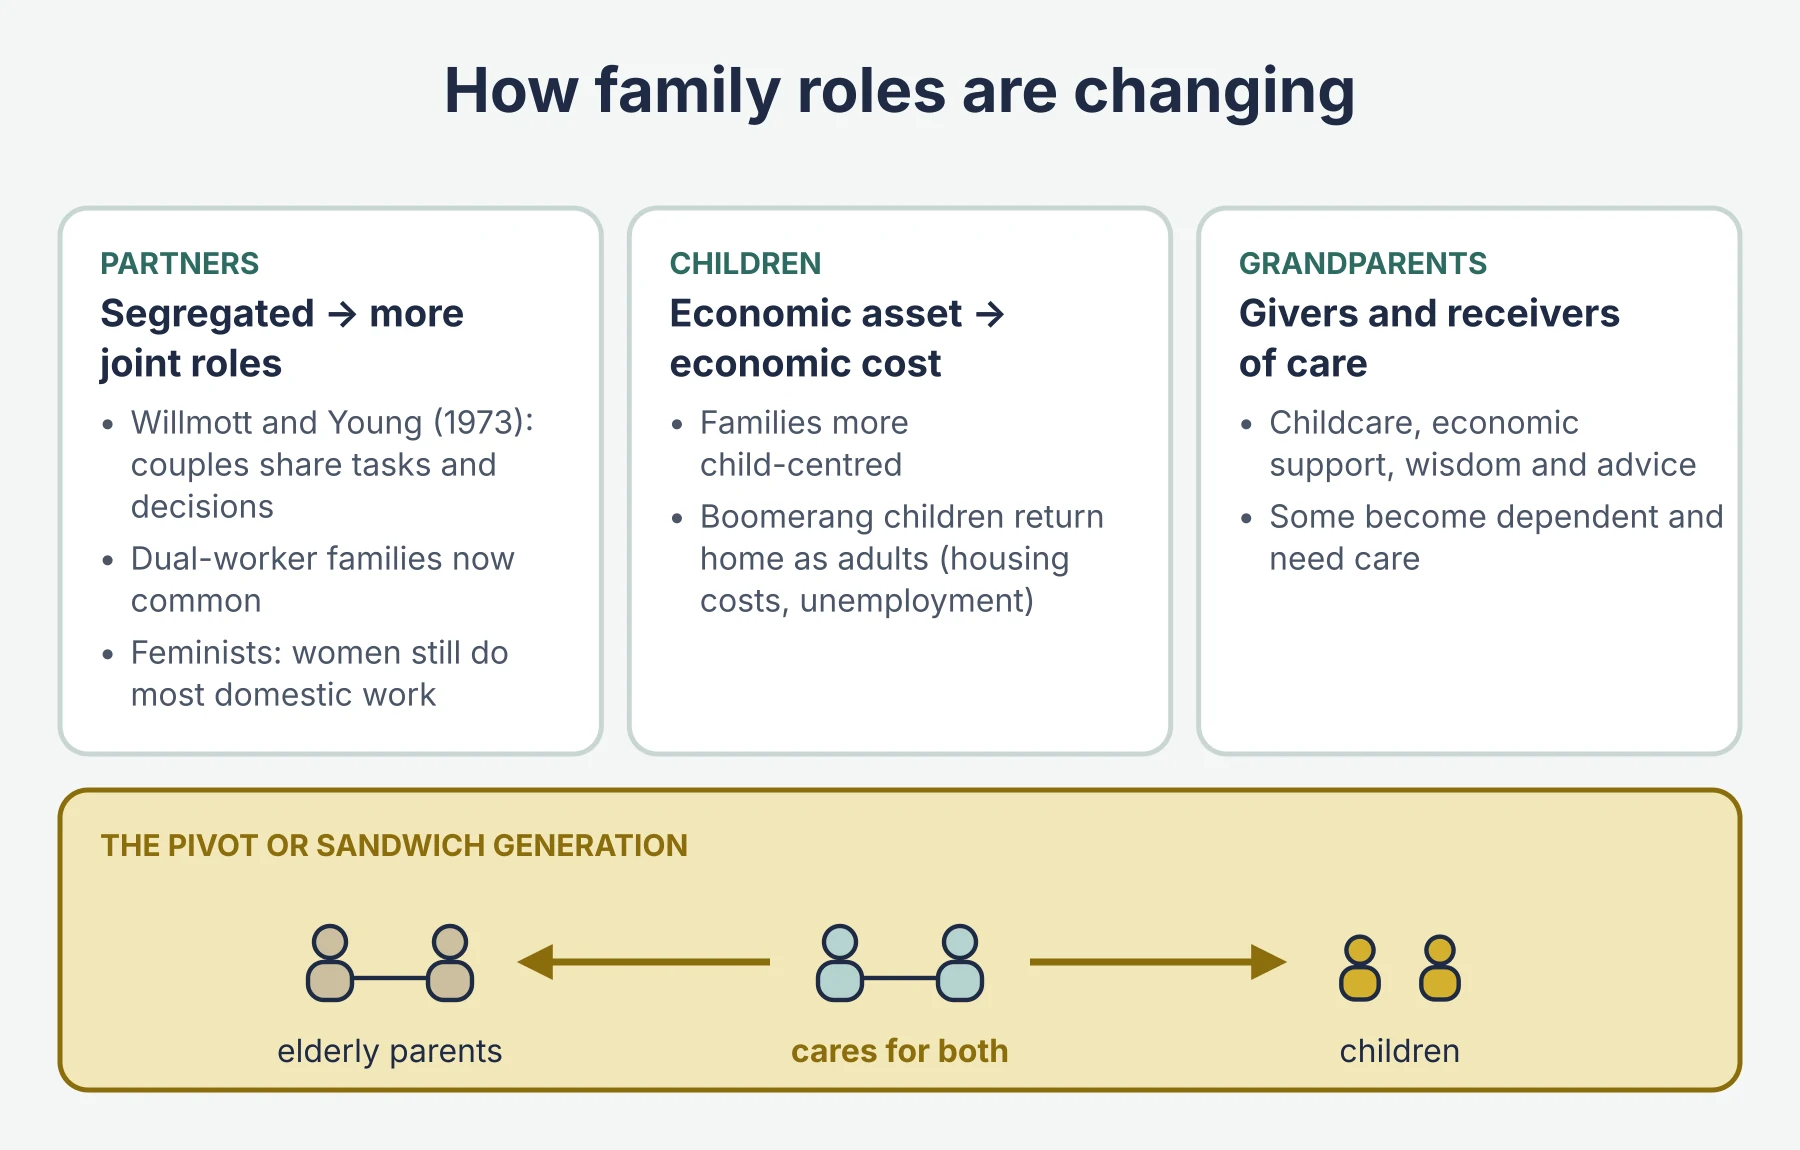 How family roles are changing
PARTNERS
Segregated → more
joint roles
• Willmott and Young (1973):
couples share tasks and
decisions
• Dual-worker families now
common
• Feminists: women still do
most domestic work
CHILDREN
Economic asset →
economic cost
• Families more
child-centred
• Boomerang children return
home as adults (housing
costs, unemployment)
GRANDPARENTS
Givers and receivers
of care
• Childcare, economic
support, wisdom and advice
• Some become dependent and
need care
THE PIVOT OR SANDWICH GENERATION
elderly parents
cares for both
children